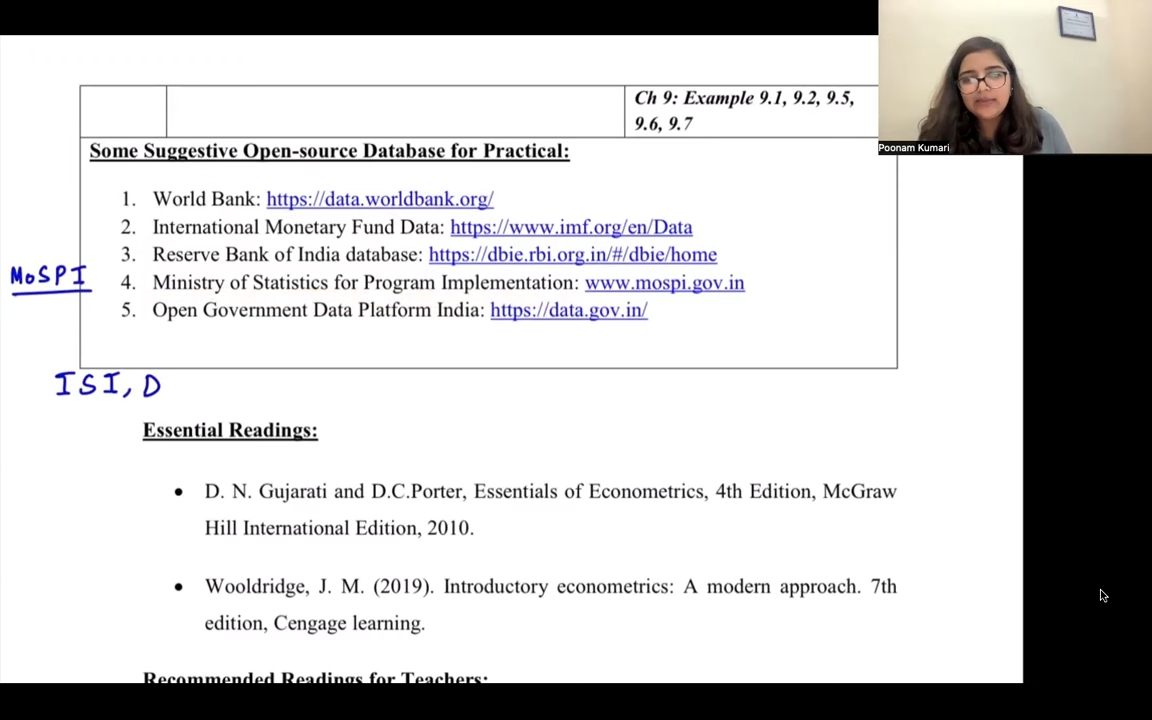 Ch 9: Example 9.1, 9.2, 9.5,
9.6, 9.7
Poonam Kumari
Some Suggestive Open-source Database for Practical:
1. World Bank: https://data.worldbank.org/
2. International Monetary Fund Data: https://www.imf.org/en/Data
3. Reserve Bank of India database: https://dbie.rbi.org.in/#/dbie/home
MoSPI
4. Ministry of Statistics for Program Implementation: www.mospi.gov.in
5. Open Government Data Platform India: https://data.gov.in/
ISI, D
Essential Readings:
• D. N. Gujarati and D.C.Porter, Essentials of Econometrics, 4th Edition, McGraw
Hill International Edition, 2010.
• Wooldridge, J. M. (2019). Introductory econometrics: A modern approach. 7th
edition, Cengage learning.
Recommended Readings for Teachers: